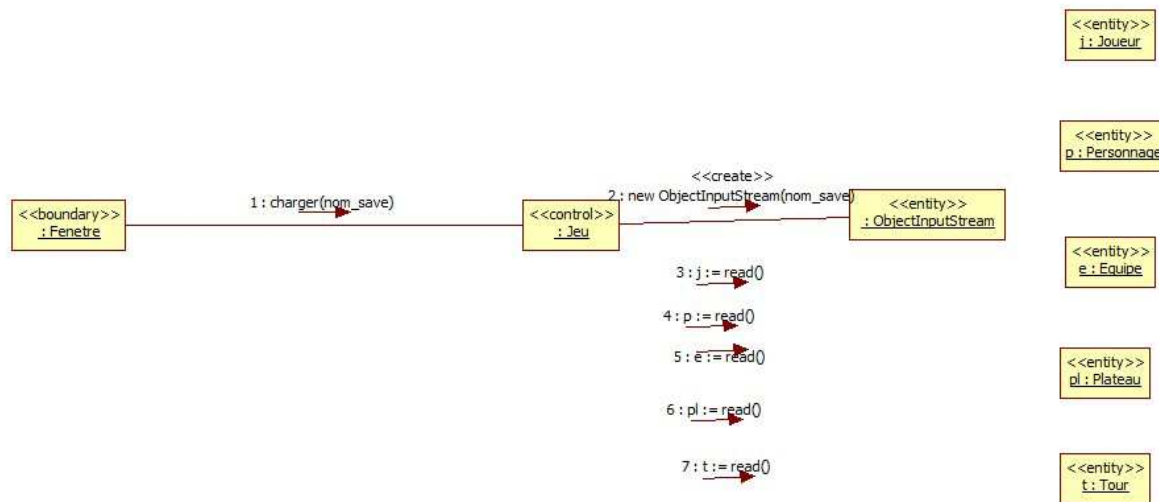 <<entity>>
j : Joueur
<<entity>>
p : Personnage
<<create>>
1 : charger(nom_save)
2 : new ObjectInputStream(nom_save)
<<boundary>>
: Fenetre
<<control>>
: Jeu
<<entity>>
: ObjectInputStream
3 : j := read()
<<entity>>
e : Equipe
4 : p := read()
5 : e := read()
<<entity>>
pl : Plateau
6 : pl := read()
7 : t := read()
<<entity>>
t : Tour